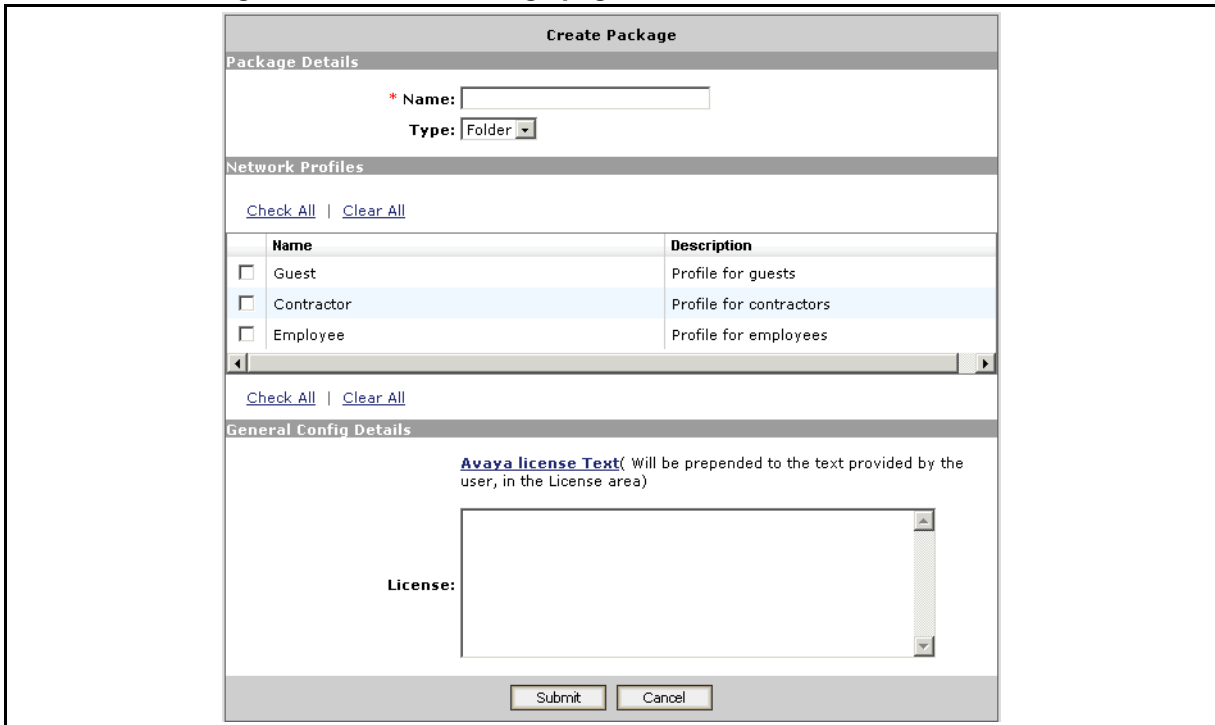 Create Package
Package Details
* Name:
Type: Folder
Network Profiles
Check All | Clear All
Name Description
Guest Profile for guests
Contractor Profile for contractors
Employee Profile for employees
Check All | Clear All
General Config Details
Avaya license Text( Will be prepended to the text provided by the
user, in the License area)
License:
Submit Cancel